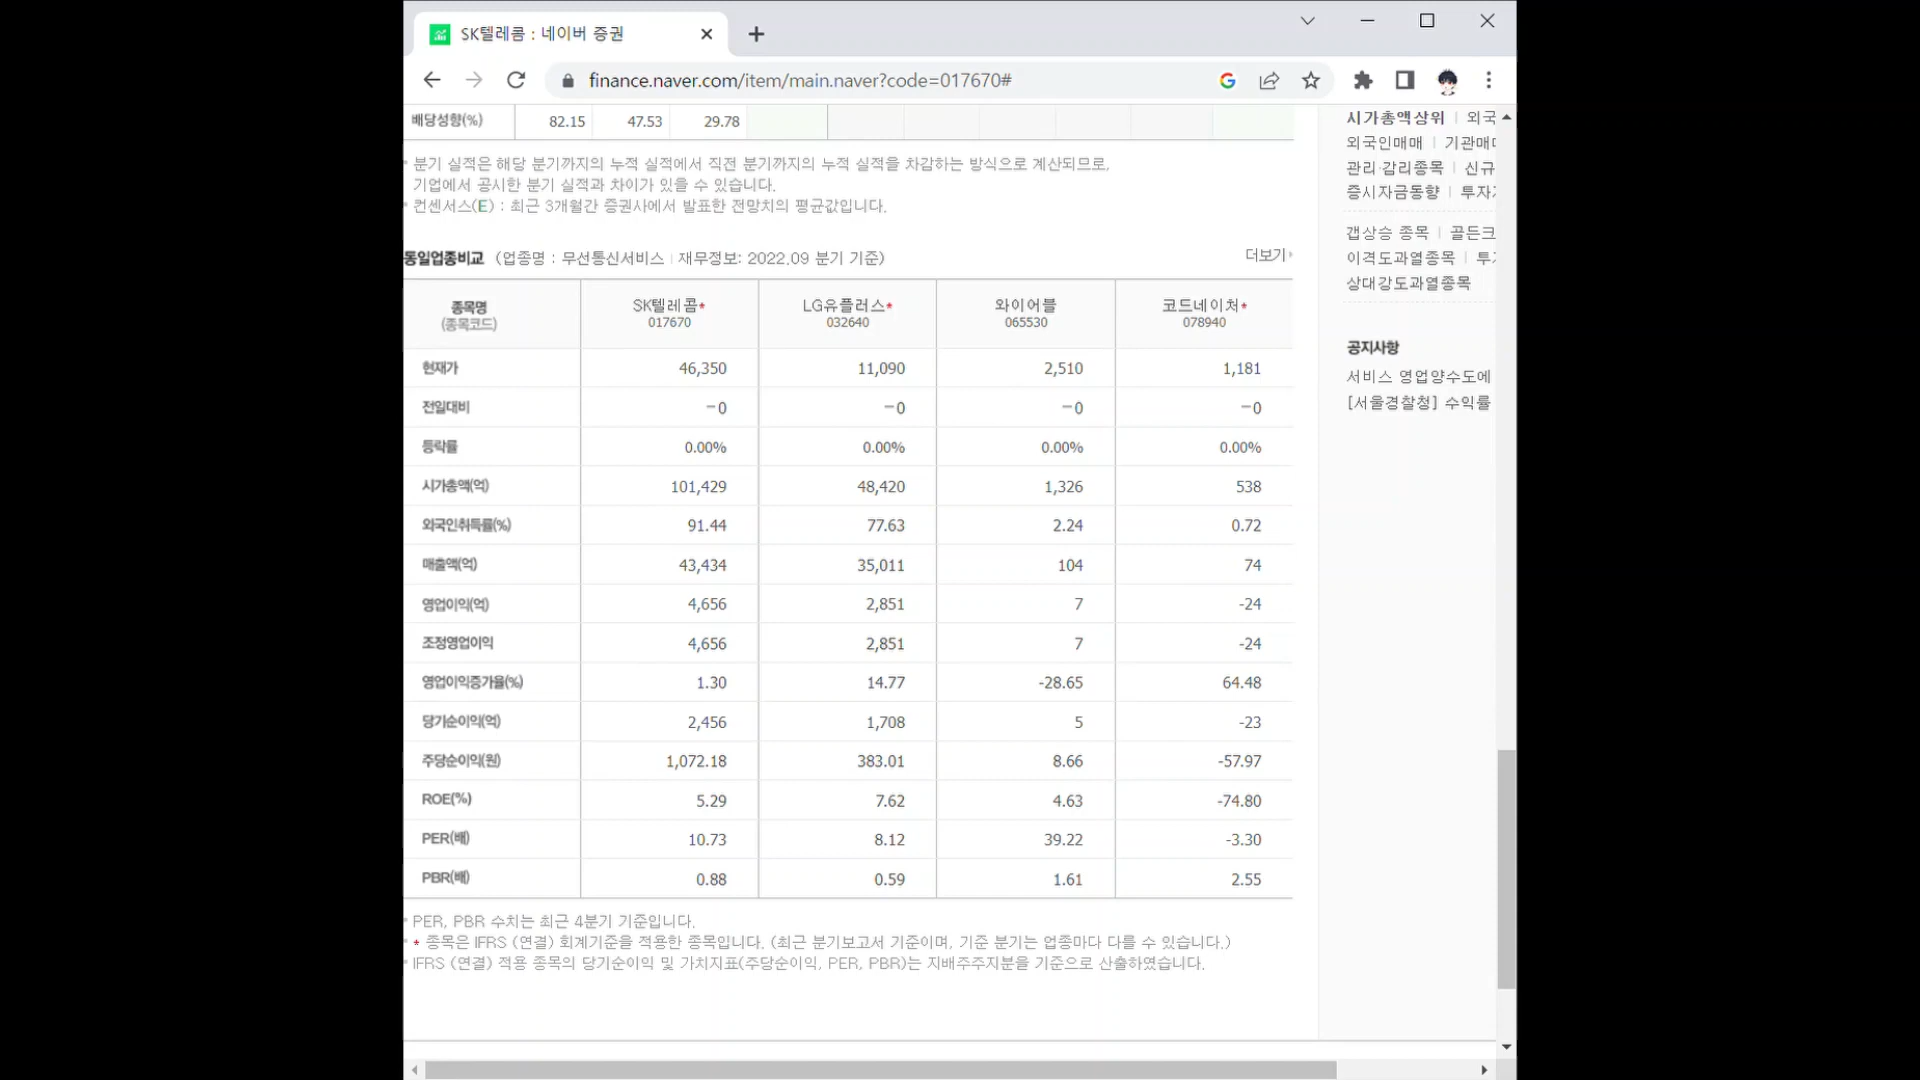 SK텔레콤 : 네이버 증권
finance.naver.com/item/main.naver?code=017670#
배당성향(%) 82.15 47.53 29.78
분기 실적은 해당 분기까지의 누적 실적에서 직전 분기까지의 누적 실적을 차감하는 방식으로 계산되므로,
기업에서 공시한 분기 실적과 차이가 있을 수 있습니다.
컨센서스(E) : 최근 3개월간 증권사에서 발표한 전망치의 평균값입니다.
동일업종비교 (업종명 : 무선통신서비스 | 재무정보: 2022.09 분기 기준) 더보기
종목명 SK텔레콤* LG유플러스* 와이어블 코드네이처*
(종목코드) 017670 032640 065530 078940
현재가 46,350 11,090 2,510 1,181
전일대비 -0 -0 -0 -0
등락률 0.00% 0.00% 0.00% 0.00%
시가총액(억) 101,429 48,420 1,326 538
외국인취득률(%) 91.44 77.63 2.24 0.72
매출액(억) 43,434 35,011 104 74
영업이익(억) 4,656 2,851 7 -24
조정영업이익 4,656 2,851 7 -24
영업이익증가율(%) 1.30 14.77 -28.65 64.48
당기순이익(억) 2,456 1,708 5 -23
주당순이익(원) 1,072.18 383.01 8.66 -57.97
ROE(%) 5.29 7.62 4.63 -74.80
PER(배) 10.73 8.12 39.22 -3.30
PBR(배) 0.88 0.59 1.61 2.55
PER, PBR 수치는 최근 4분기 기준입니다.
* 종목은 IFRS (연결) 회계기준을 적용한 종목입니다. (최근 분기보고서 기준이며, 기준 분기는 업종마다 다를 수 있습니다.)
IFRS (연결) 적용 종목의 당기순이익 및 가치지표(주당순이익, PER, PBR)는 지배주주지분을 기준으로 산출하였습니다.
시가총액상위 | 외국
외국인매매 | 기관매
관리·감리종목 | 신규
증시자금동향 | 투자
갭상승 종목 | 골든크
이격도과열종목 | 투
상대강도과열종목
공지사항
서비스 영업양수도에
[서울경찰청] 수익률